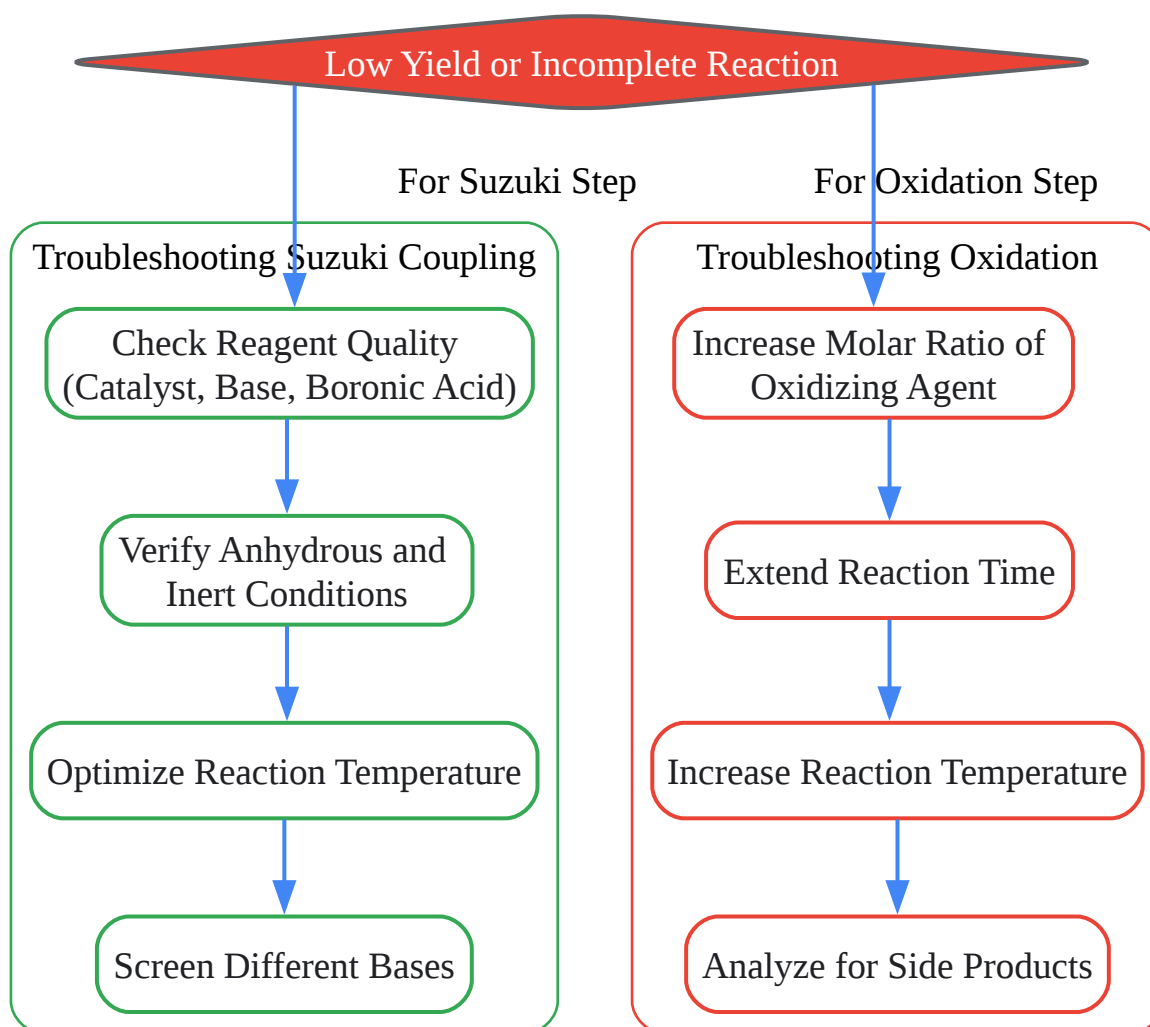 Low Yield or Incomplete Reaction
For Suzuki Step
For Oxidation Step
Troubleshooting Suzuki Coupling
Check Reagent Quality
(Catalyst, Base, Boronic Acid)
Verify Anhydrous and
Inert Conditions
Optimize Reaction Temperature
Screen Different Bases
Troubleshooting Oxidation
Increase Molar Ratio of
Oxidizing Agent
Extend Reaction Time
Increase Reaction Temperature
Analyze for Side Products